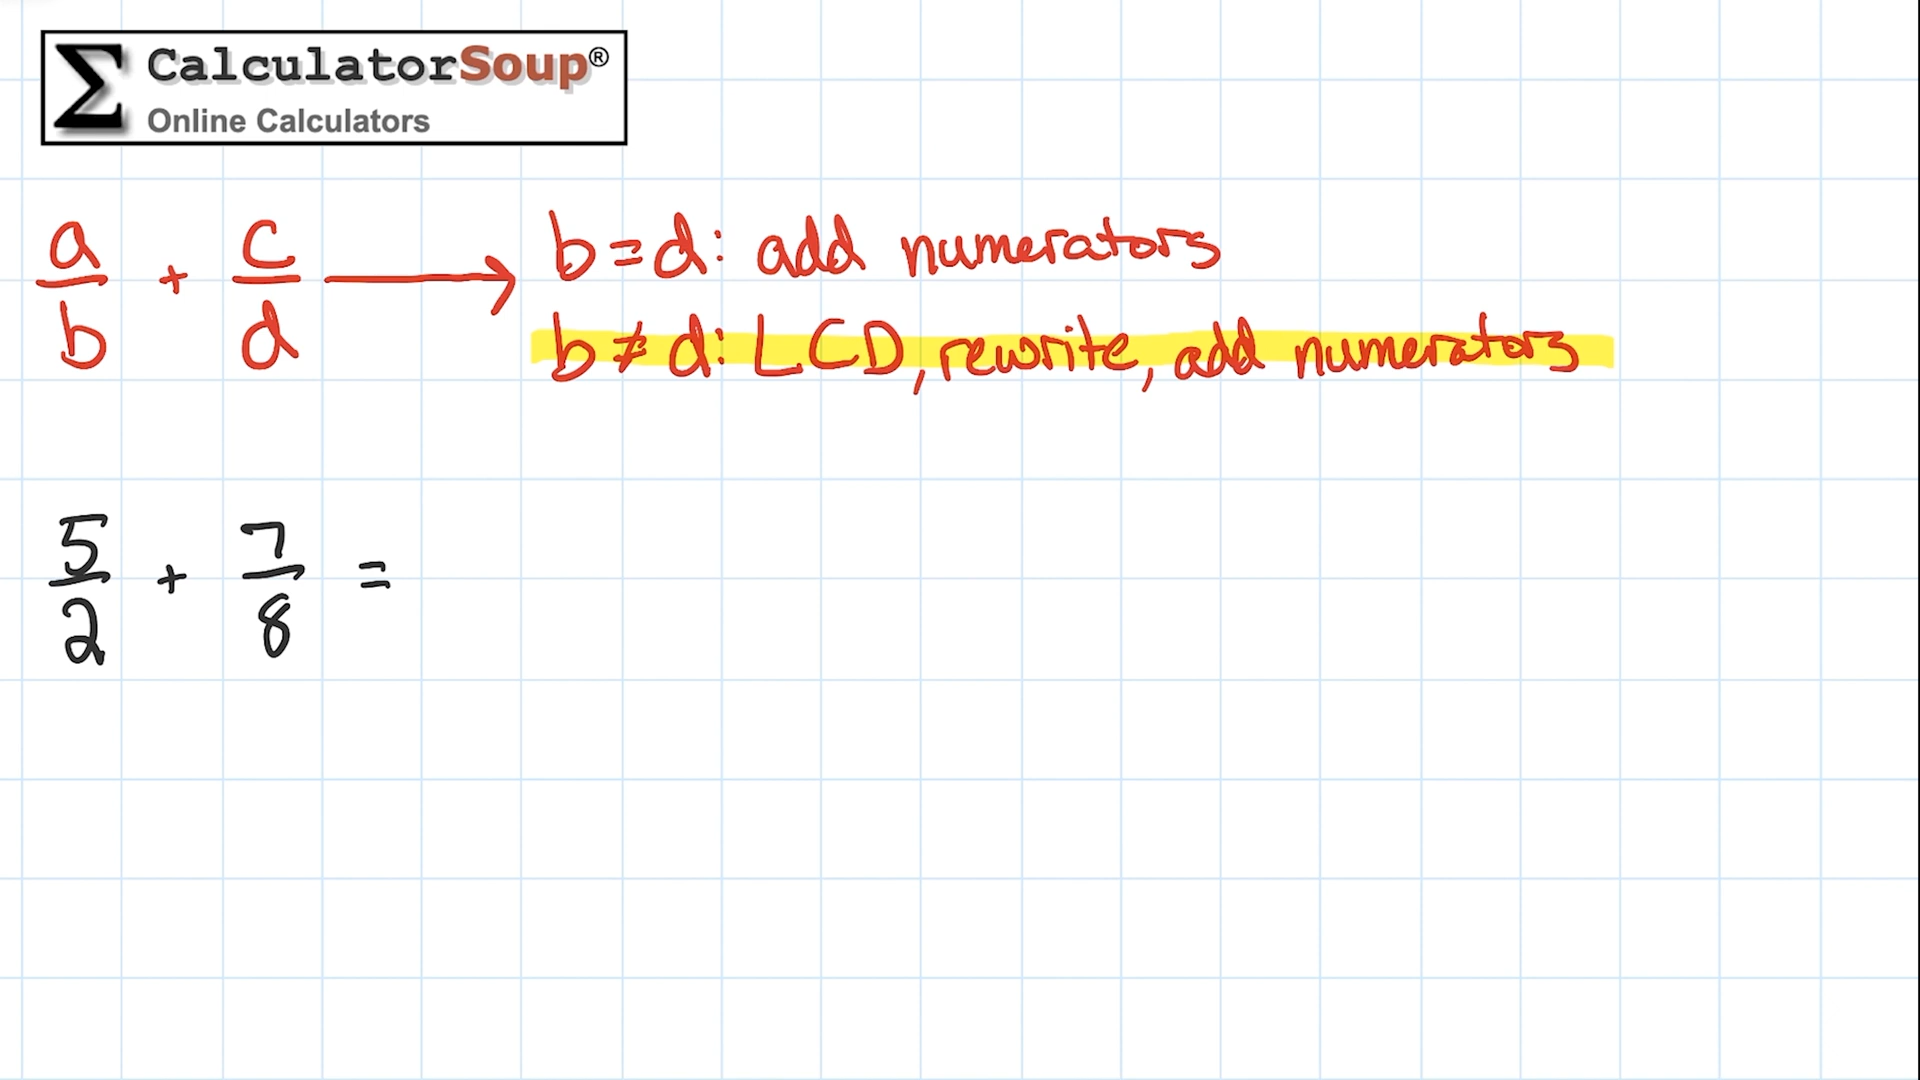 CalculatorSoup®
Online Calculators
a/b + c/d → b = d: add numerators
b ≠ d: LCD, rewrite, add numerators
5/2 + 7/8 =